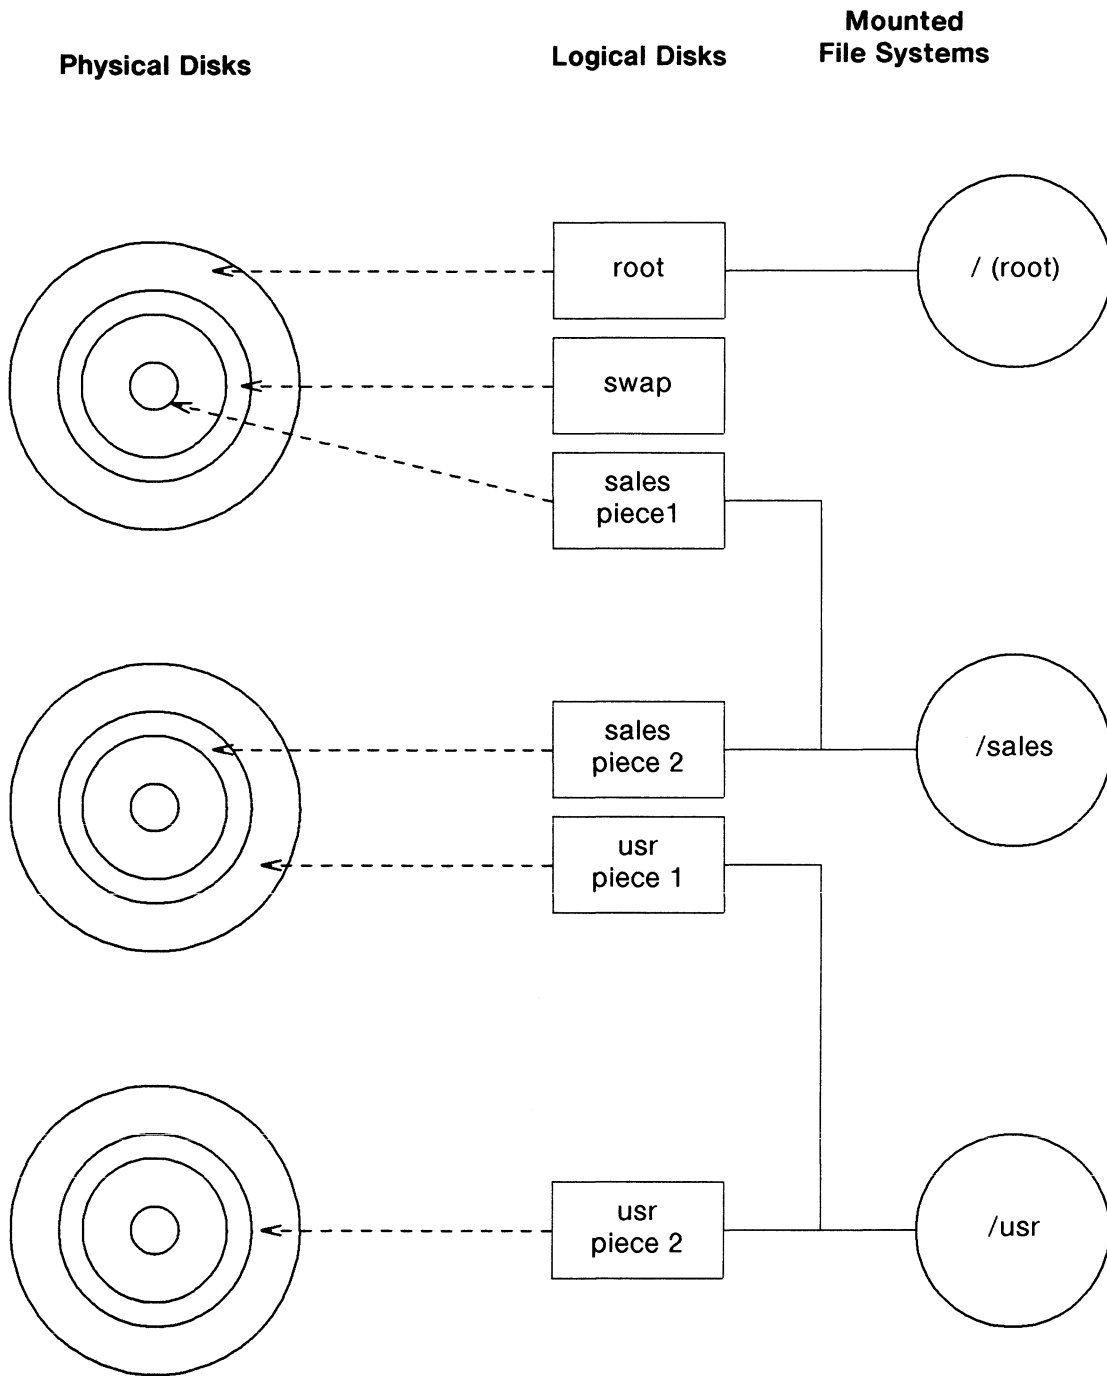 Physical Disks
Logical Disks
Mounted
File Systems
root
/ (root)
swap
sales
piece1
sales
piece 2
/sales
usr
piece 1
usr
piece 2
/usr